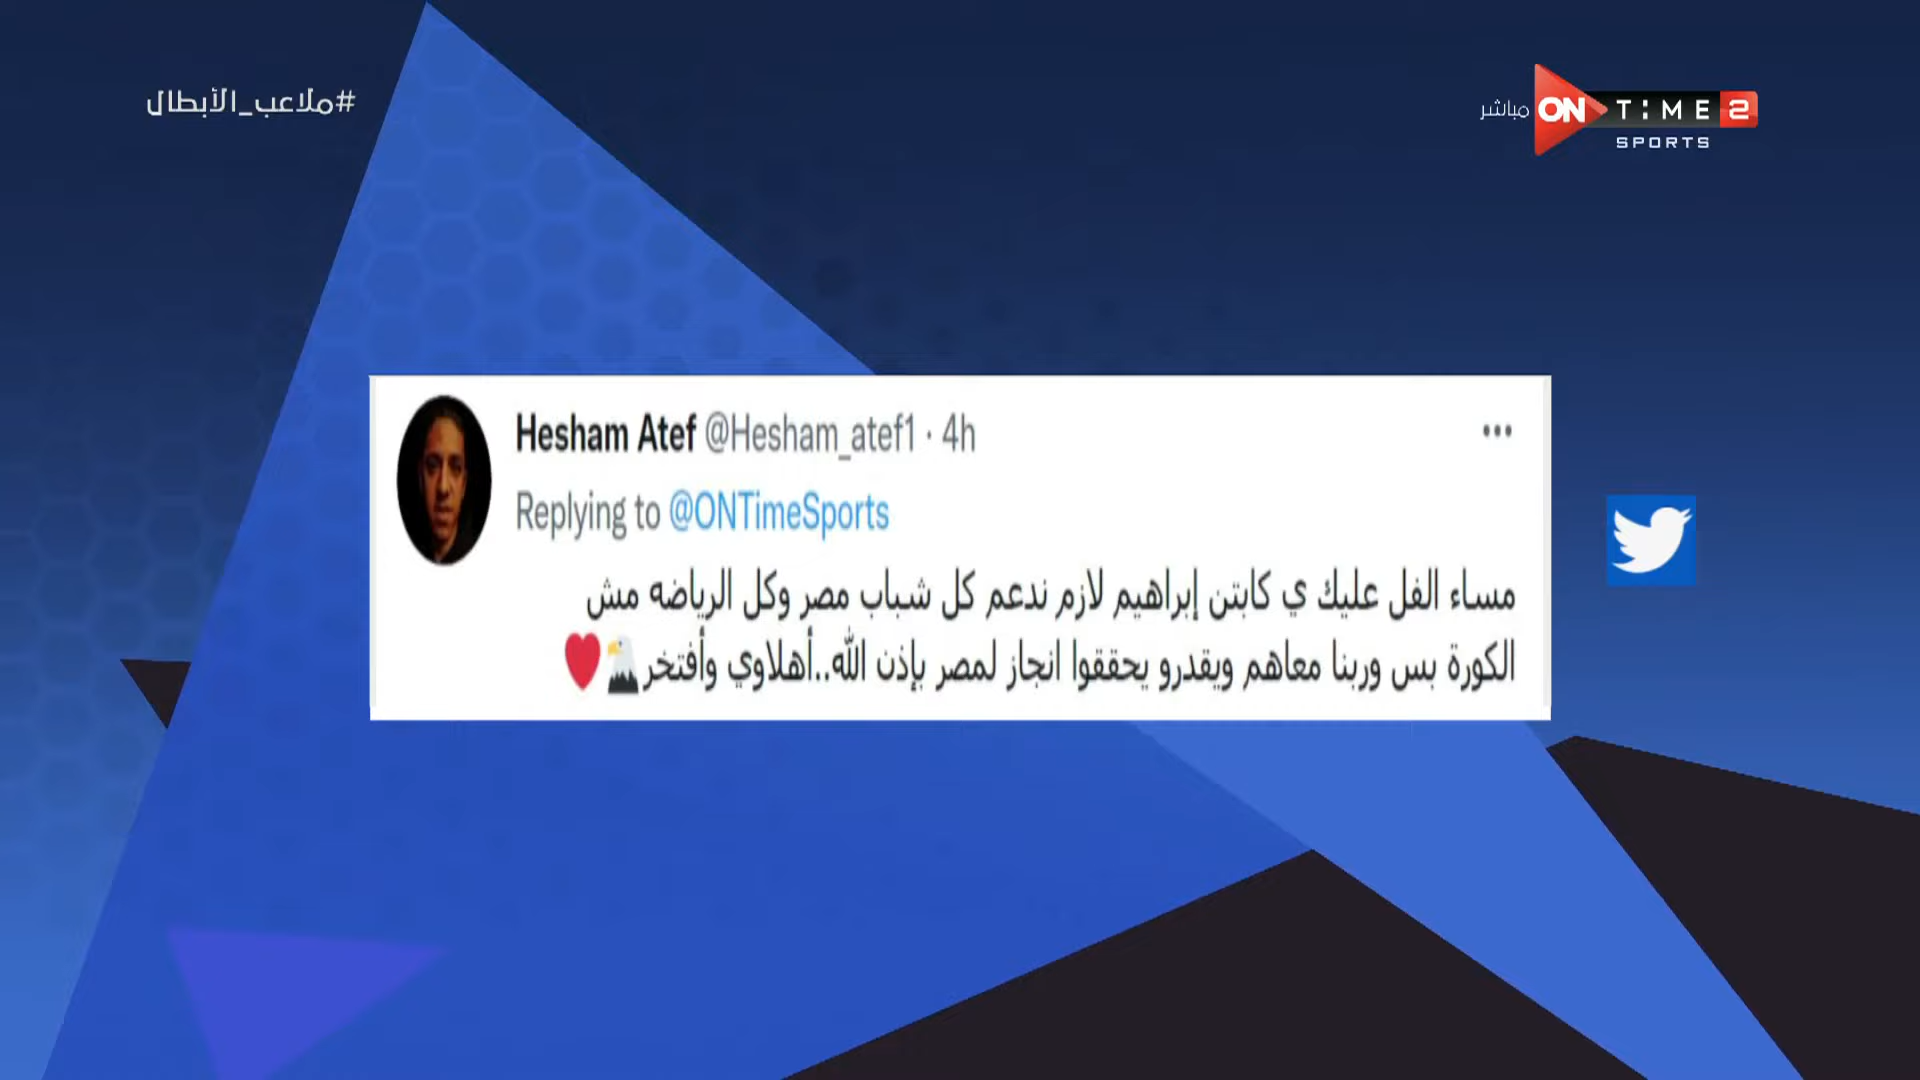 #ملاعب_الأبطال
مباشر ON TIME 2
SPORTS
Hesham Atef @Hesham_atef1 · 4h
Replying to @ONTimeSports
مساء الفل عليك ي كابتن إبراهيم لازم ندعم كل شباب مصر وكل الرياضه مش
الكورة بس وربنا معاهم ويقدرو يحققوا انجاز لمصر بإذن الله..أهلاوي وأفتخر🦅❤️